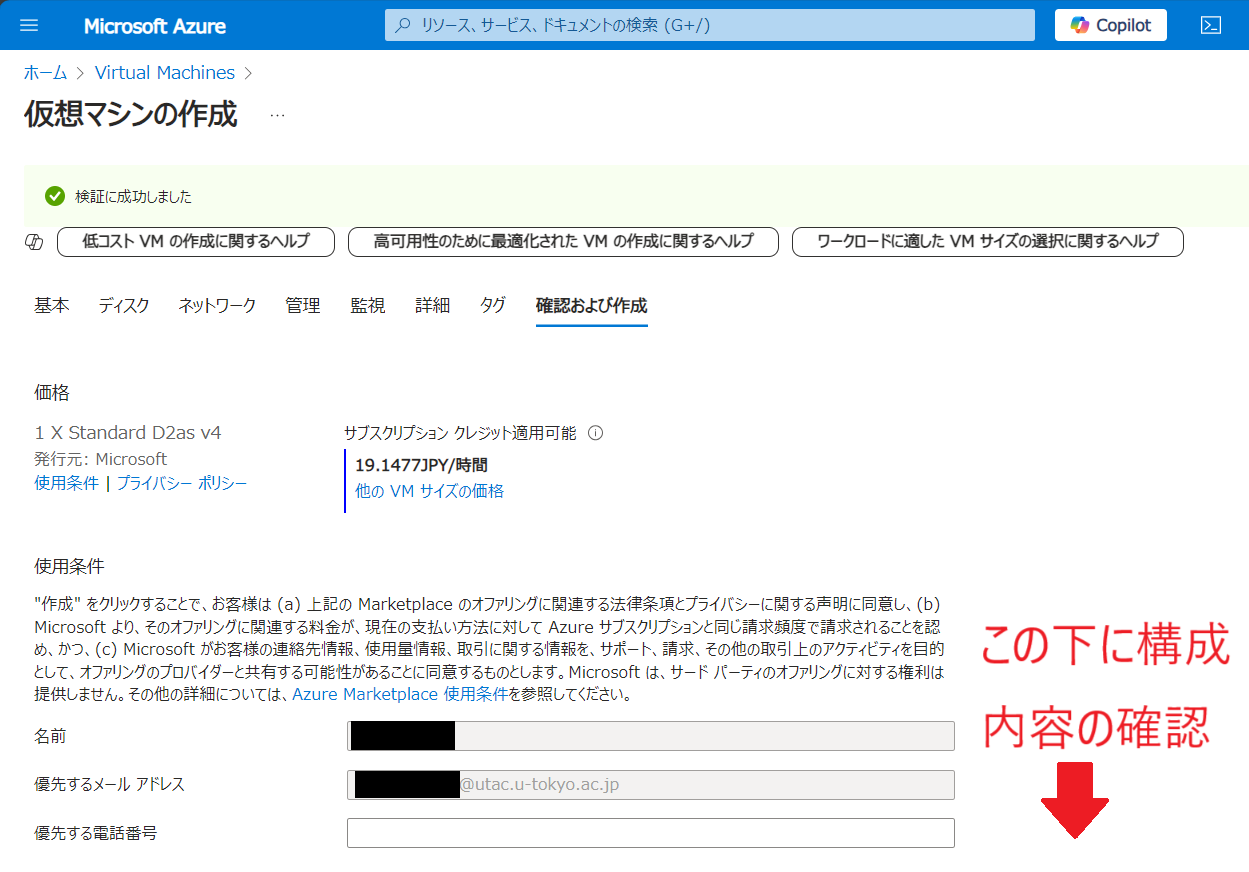 Microsoft Azure
リソース、サービス、ドキュメントの検索 (G+/)
Copilot
ホーム > Virtual Machines >
仮想マシンの作成 …
検証に成功しました
低コスト VM の作成に関するヘルプ
高可用性のために最適化された VM の作成に関するヘルプ
ワークロードに適した VM サイズの選択に関するヘルプ
基本 ディスク ネットワーク 管理 監視 詳細 タグ 確認および作成
価格
1 X Standard D2as v4
発行元: Microsoft
使用条件 | プライバシー ポリシー
サブスクリプション クレジット適用可能
19.1477JPY/時間
他の VM サイズの価格
使用条件
"作成" をクリックすることで、お客様は (a) 上記の Marketplace のオファリングに関連する法律条項とプライバシーに関する声明に同意し、(b)
Microsoft より、そのオファリングに関連する料金が、現在の支払い方法に対して Azure サブスクリプションと同じ請求頻度で請求されることを認
め、かつ、(c) Microsoft がお客様の連絡先情報、使用量情報、取引に関する情報を、サポート、請求、その他の取引上のアクティビティを目的
として、オファリングのプロバイダーと共有する可能性があることに同意するものとします。Microsoft は、サード パーティのオファリングに対する権利は
提供しません。その他の詳細については、Azure Marketplace 使用条件を参照してください。
名前
優先するメール アドレス
@utac.u-tokyo.ac.jp
優先する電話番号
この下に構成
内容の確認